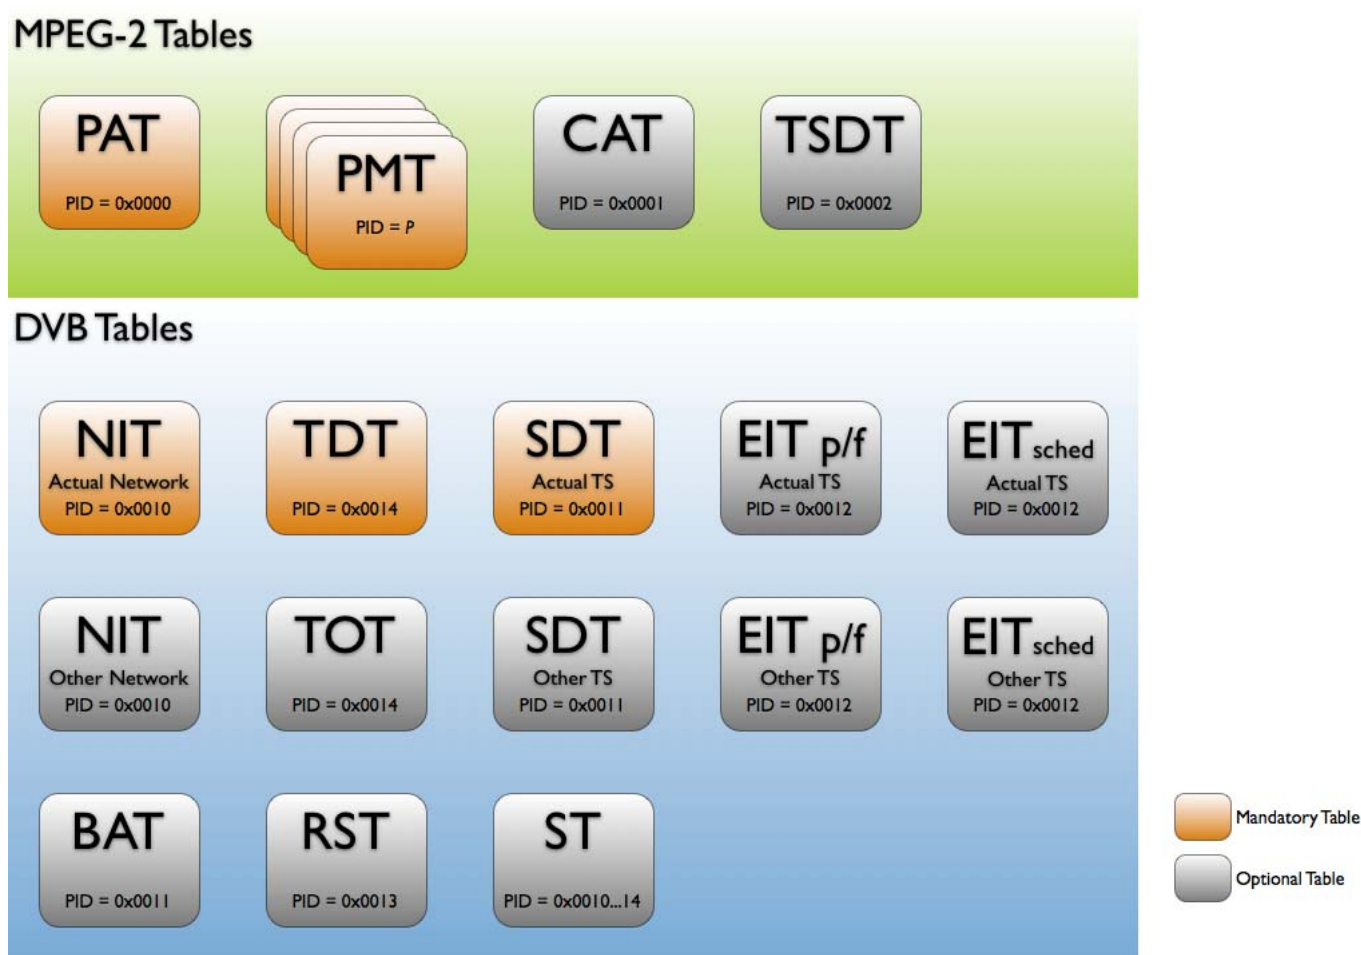 MPEG-2 Tables
PAT
PID = 0x0000
PMT
PID = P
CAT
PID = 0x0001
TSDT
PID = 0x0002
DVB Tables
NIT
Actual Network
PID = 0x0010
TDT
PID = 0x0014
SDT
Actual TS
PID = 0x0011
EIT p/f
Actual TS
PID = 0x0012
EIT sched
Actual TS
PID = 0x0012
NIT
Other Network
PID = 0x0010
TOT
PID = 0x0014
SDT
Other TS
PID = 0x0011
EIT p/f
Other TS
PID = 0x0012
EIT sched
Other TS
PID = 0x0012
BAT
PID = 0x0011
RST
PID = 0x0013
ST
PID = 0x0010...14
Mandatory Table
Optional Table